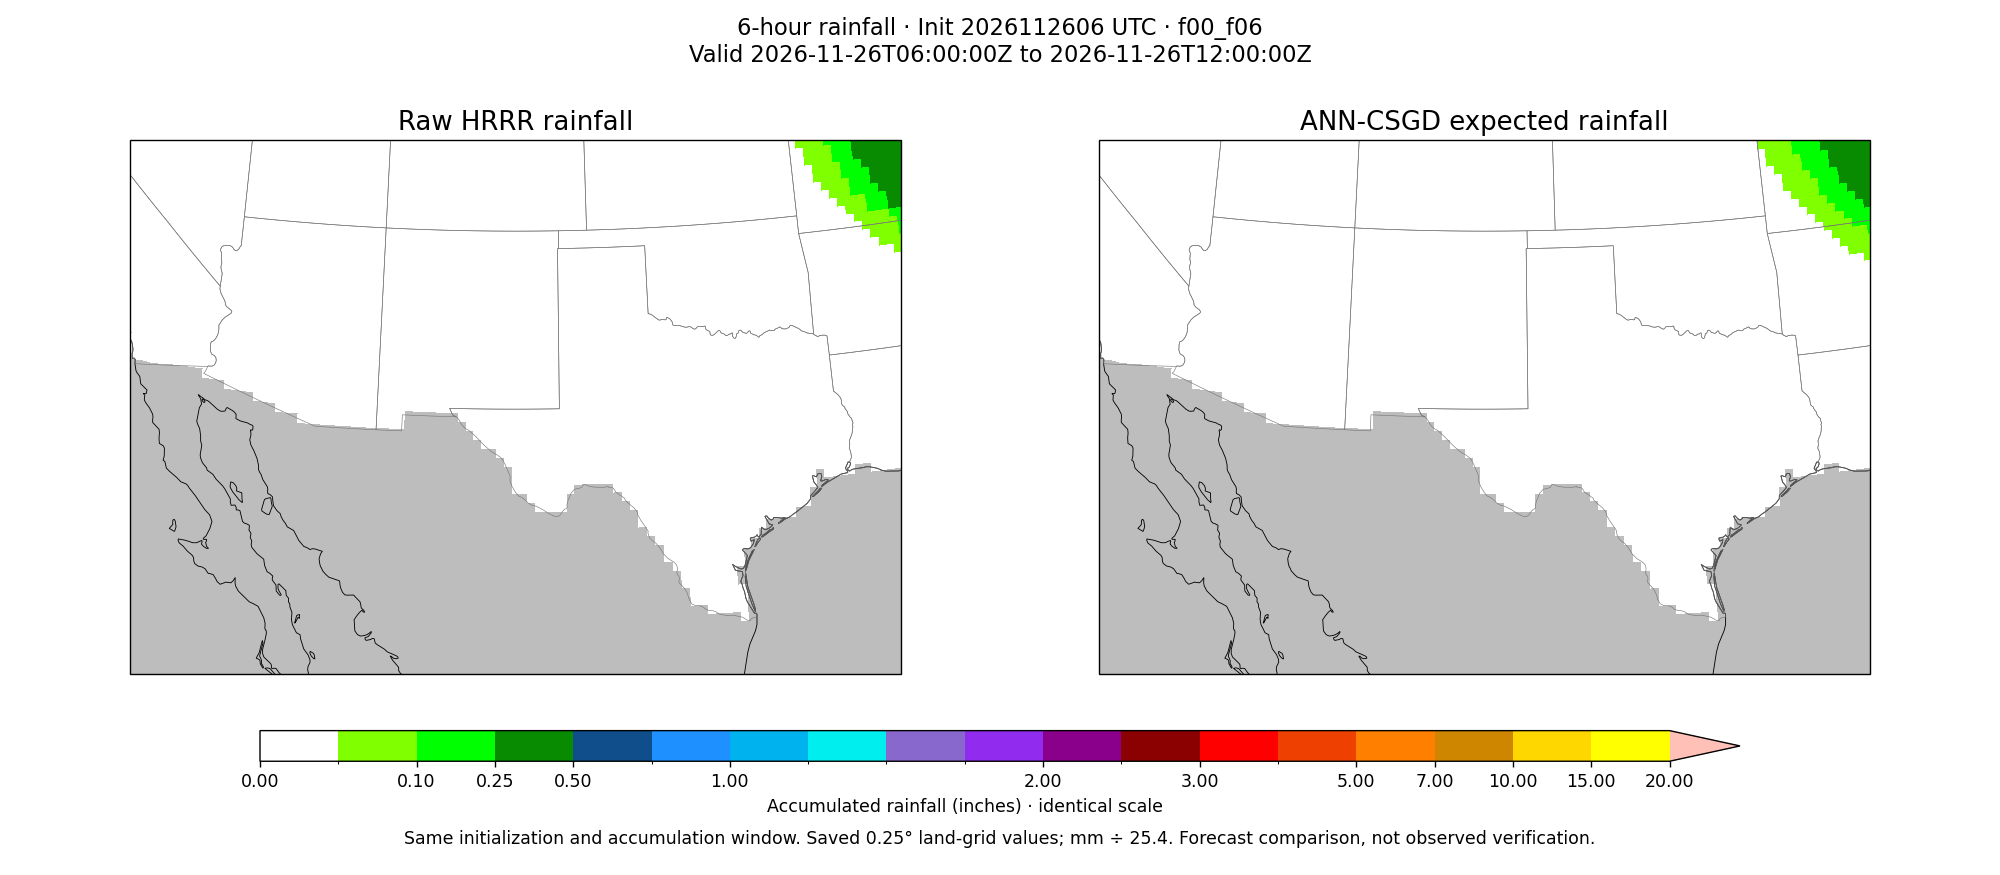 6-hour rainfall · Init 2026112606 UTC · f00_f06
Valid 2026-11-26T06:00:00Z to 2026-11-26T12:00:00Z
Raw HRRR rainfall
ANN-CSGD expected rainfall
0.00 0.10 0.25 0.50 1.00 2.00 3.00 5.00 7.00 10.00 15.00 20.00
Accumulated rainfall (inches) · identical scale
Same initialization and accumulation window. Saved 0.25° land-grid values; mm ÷ 25.4. Forecast comparison, not observed verification.